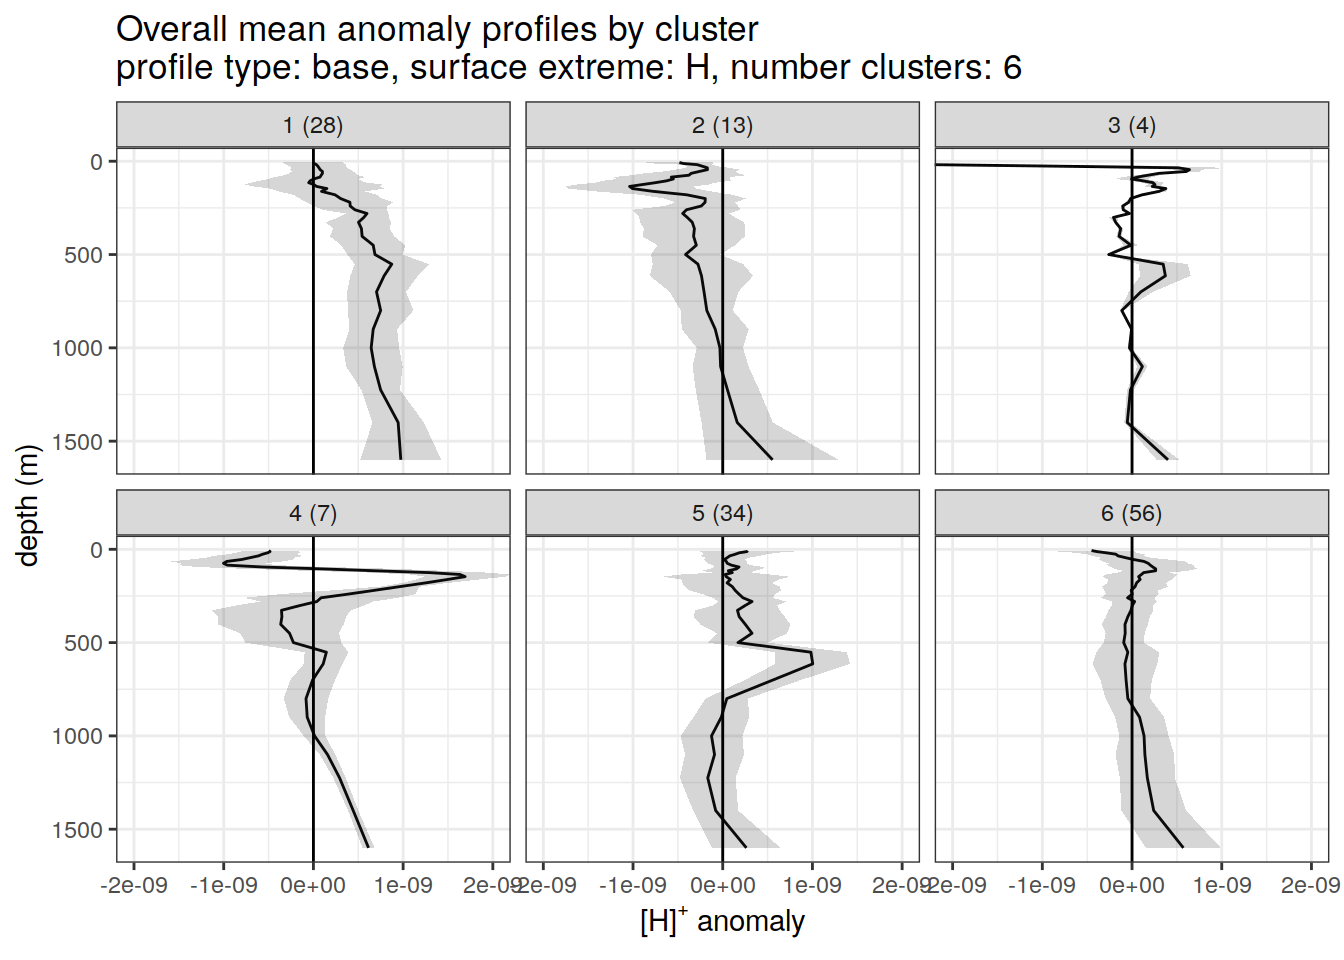 Overall mean anomaly profiles by cluster
profile type: base, surface extreme: H, number clusters: 6
1 (28)
2 (13)
3 (4)
0
500
1000
1500
4 (7)
5 (34)
6 (56)
0
500
1000
1500
depth (m)
-2e-09 -1e-09 0e+00 1e-09 2e-09
-2e-09 -1e-09 0e+00 1e-09 2e-09
-2e-09 -1e-09 0e+00 1e-09 2e-09
[H]⁺ anomaly